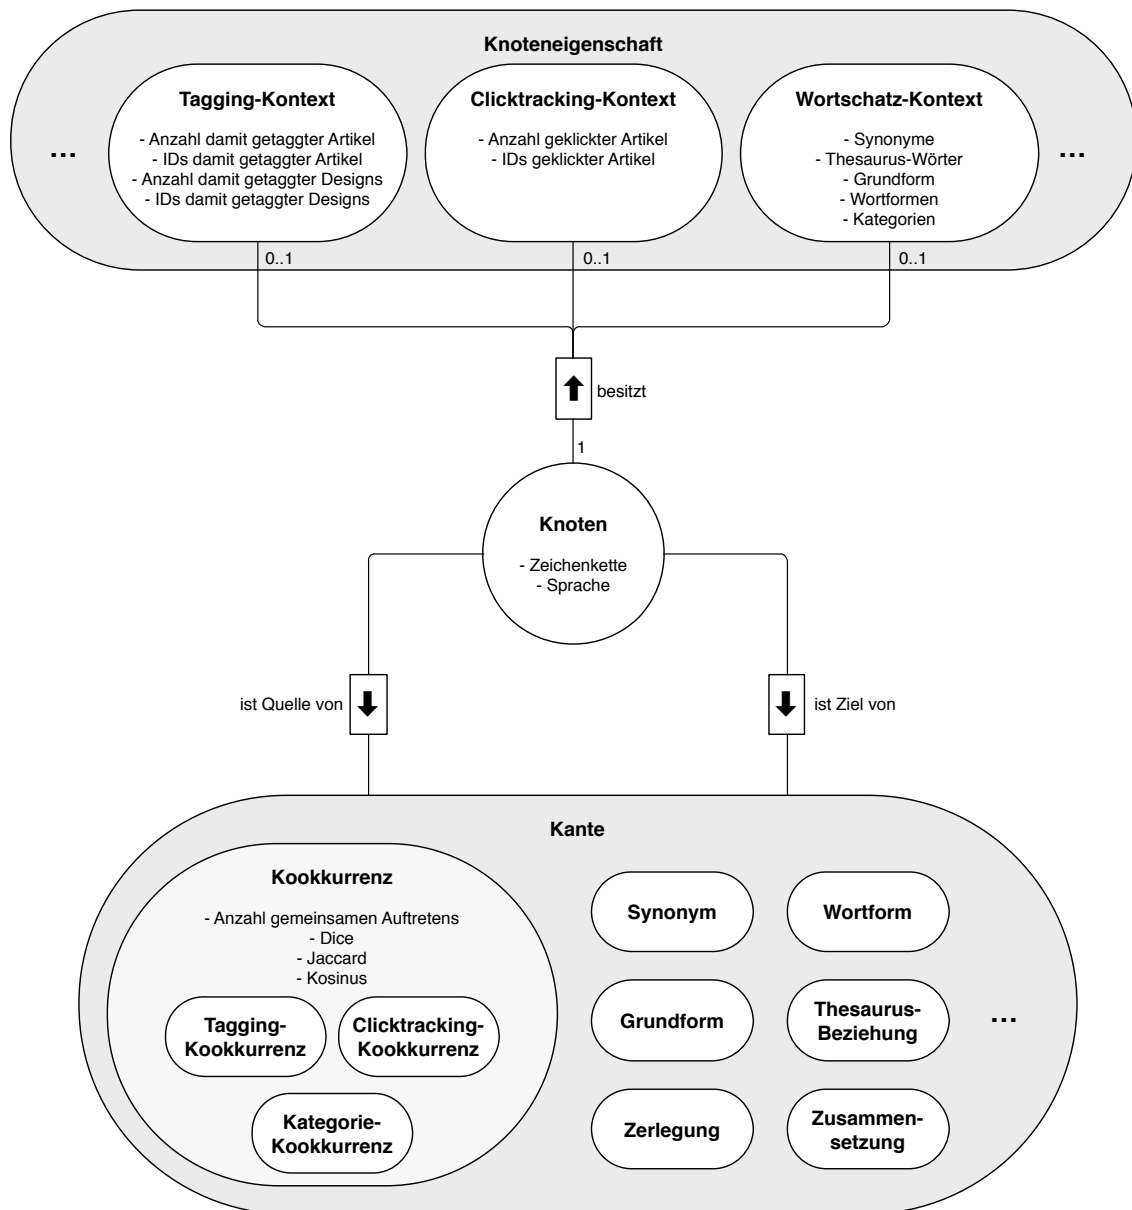 Knoteneigenschaft
Tagging-Kontext
- Anzahl damit getaggter Artikel
- IDs damit getaggter Artikel
- Anzahl damit getaggter Designs
- IDs damit getaggter Designs
Clicktracking-Kontext
- Anzahl geklickter Artikel
- IDs geklickter Artikel
Wortschatz-Kontext
- Synonyme
- Thesaurus-Wörter
- Grundform
- Wortformen
- Kategorien
...
...
0..1
0..1
0..1
besitzt
1
Knoten
- Zeichenkette
- Sprache
ist Quelle von
ist Ziel von
Kante
Kookkurrenz
- Anzahl gemeinsamen Auftretens
- Dice
- Jaccard
- Kosinus
Tagging-
Kookkurrenz
Clicktracking-
Kookkurrenz
Kategorie-
Kookkurrenz
Synonym
Wortform
Grundform
Thesaurus-
Beziehung
...
Zerlegung
Zusammen-
setzung